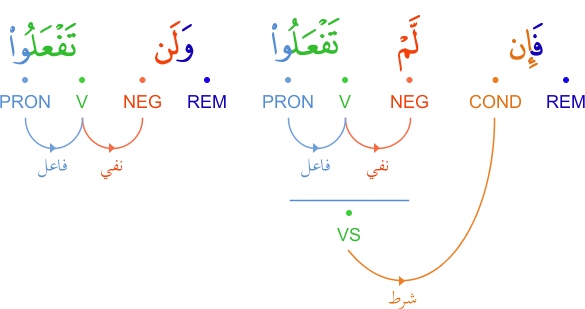 فَإِن لَّمْ تَفْعَلُوا۟ وَلَن تَفْعَلُوا۟
REM COND NEG V PRON REM NEG V PRON
نفي فاعل نفي فاعل
VS
شرط